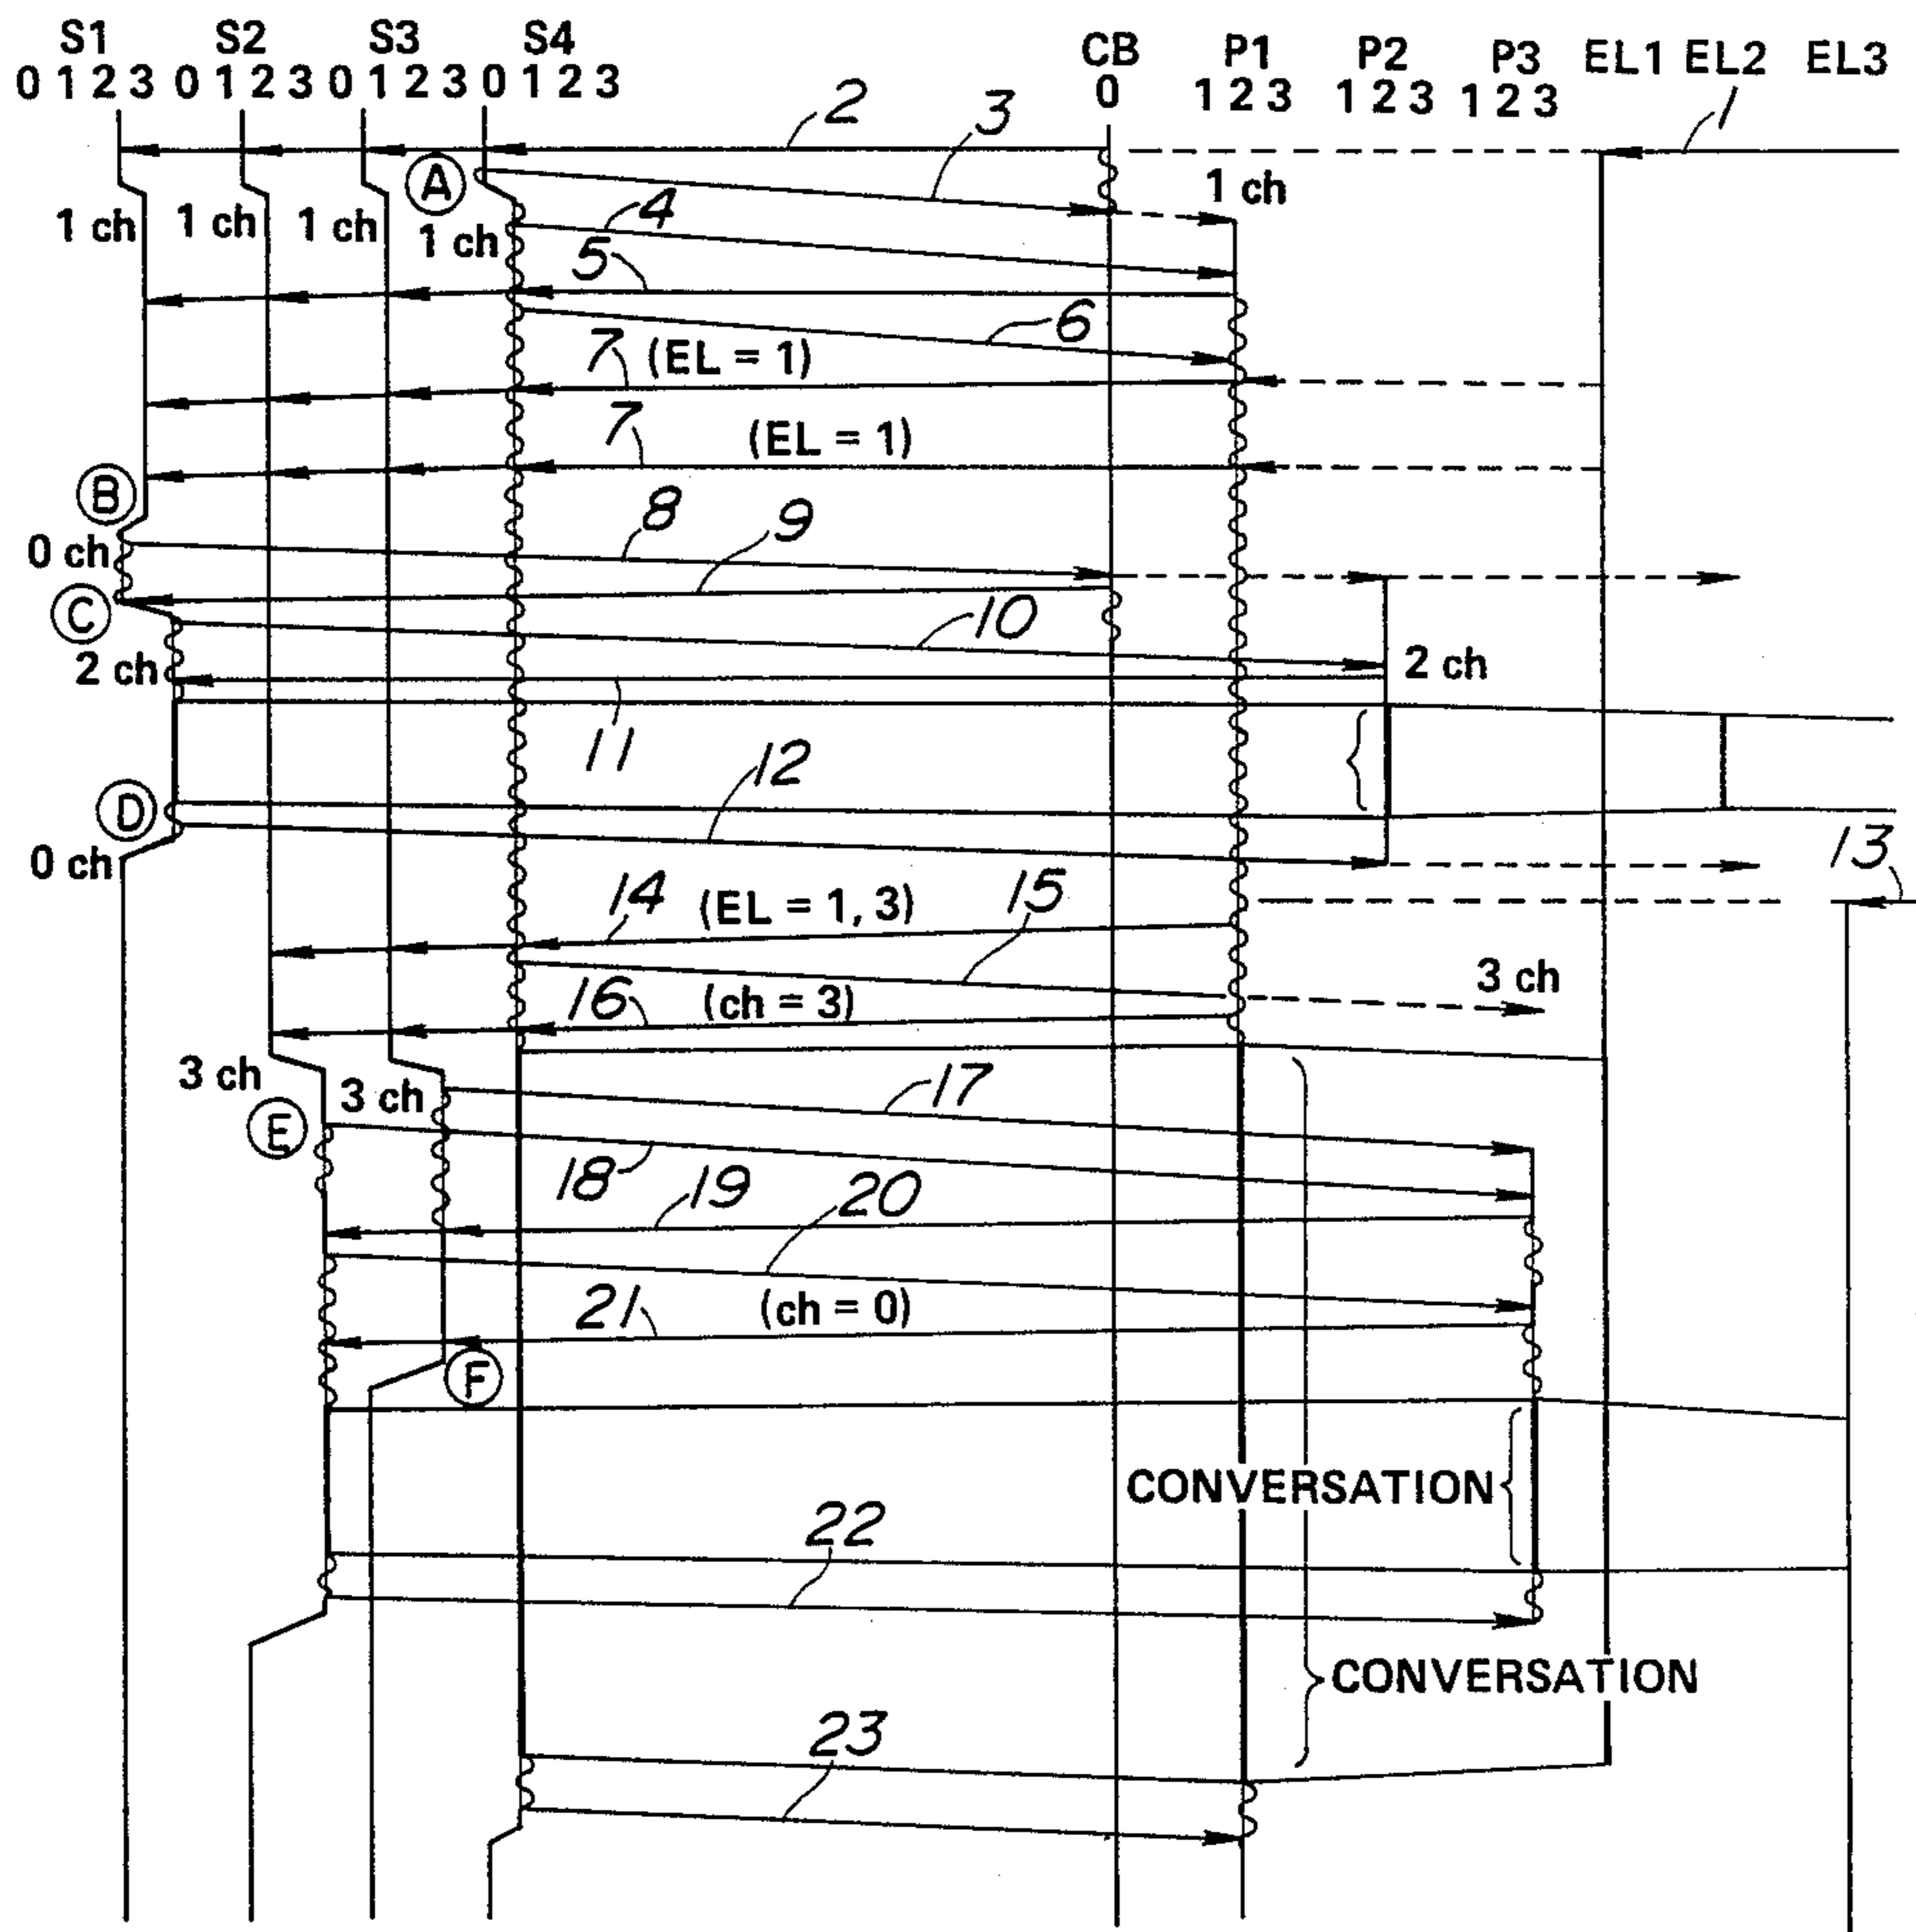 S1 S2 S3 S4 CB P1 P2 P3 EL1 EL2 EL3
0 1 2 3 0 1 2 3 0 1 2 3 0 1 2 3 0 1 2 3 1 2 3 1 2 3
2 3 1
A 1 ch
1 ch 1 ch 1 ch 1 ch 4
5
6
7 (EL = 1)
7 (EL = 1)
B
8 9
0 ch
C 10
2 ch 2 ch
11 12
D
0 ch 13
14 (EL = 1, 3) 15
3 ch
16 (ch = 3)
3 ch 3 ch 17
E
18 19 20
21 (ch = 0)
F
CONVERSATION
22
CONVERSATION
23